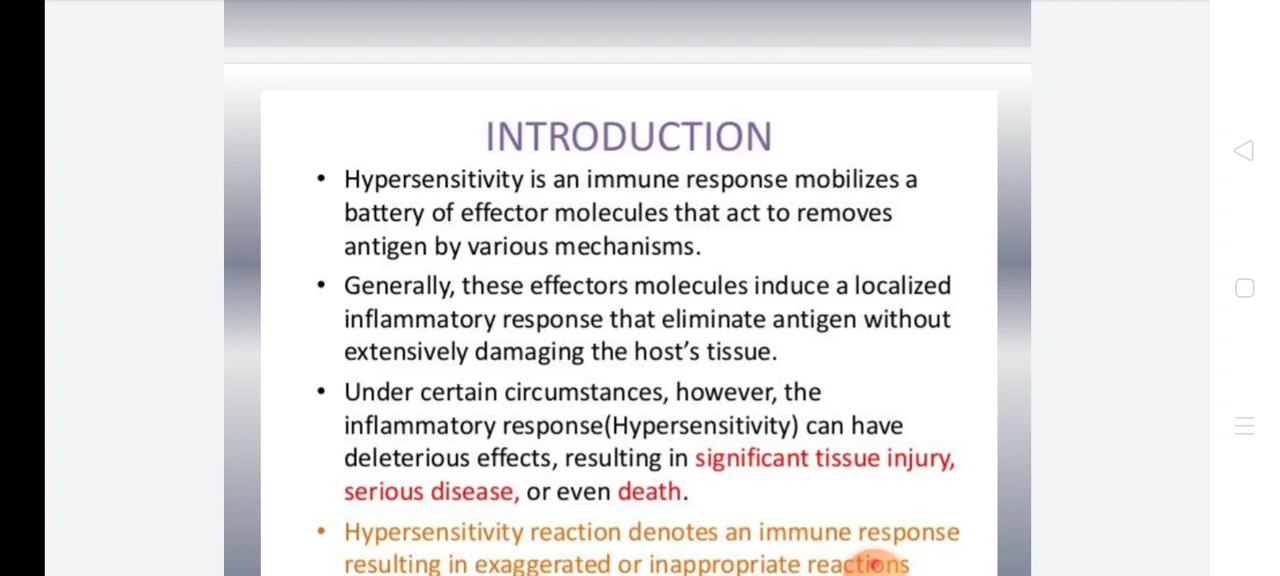 INTRODUCTION
• Hypersensitivity is an immune response mobilizes a
battery of effector molecules that act to removes
antigen by various mechanisms.
• Generally, these effectors molecules induce a localized
inflammatory response that eliminate antigen without
extensively damaging the host's tissue.
• Under certain circumstances, however, the
inflammatory response(Hypersensitivity) can have
deleterious effects, resulting in significant tissue injury,
serious disease, or even death.
• Hypersensitivity reaction denotes an immune response
resulting in exaggerated or inappropriate reactions